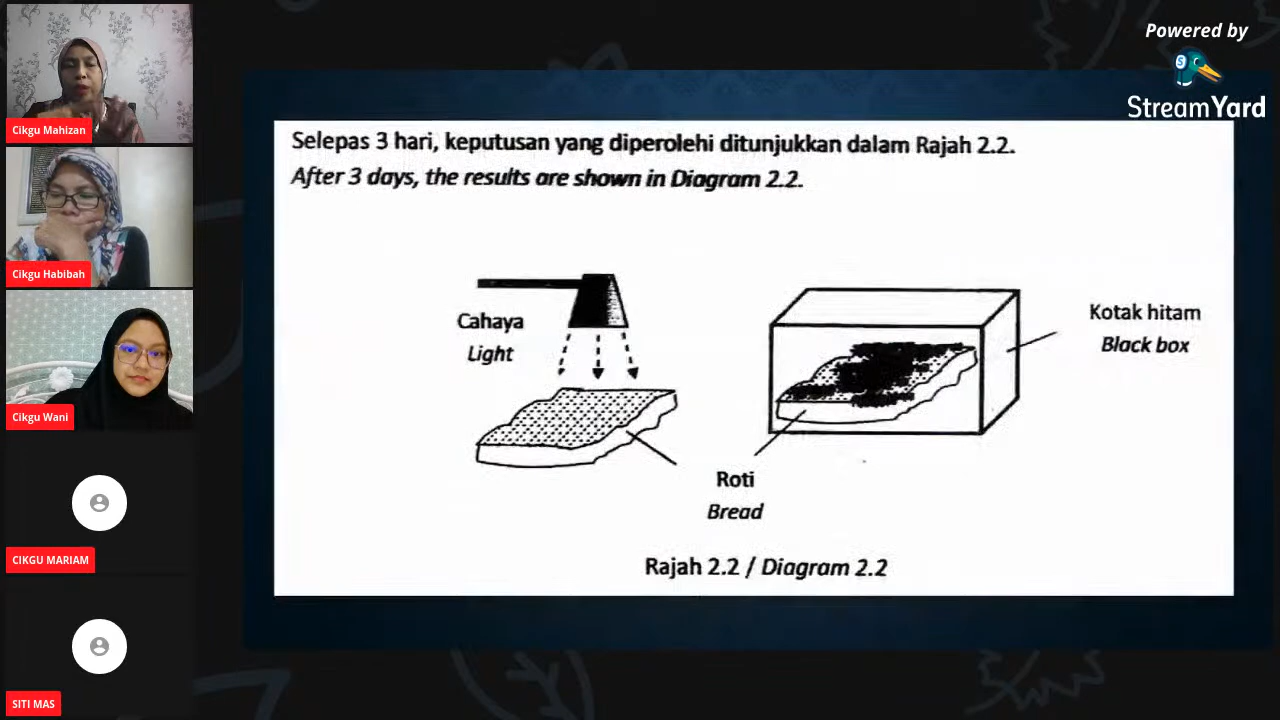 Powered by
StreamYard
Cikgu Mahizan
Cikgu Habibah
Cikgu Wani
CIKGU MARIAM
SITI MAS
Selepas 3 hari, keputusan yang diperolehi ditunjukkan dalam Rajah 2.2.
After 3 days, the results are shown in Diagram 2.2.
Cahaya
Light
Kotak hitam
Black box
Roti
Bread
Rajah 2.2 / Diagram 2.2